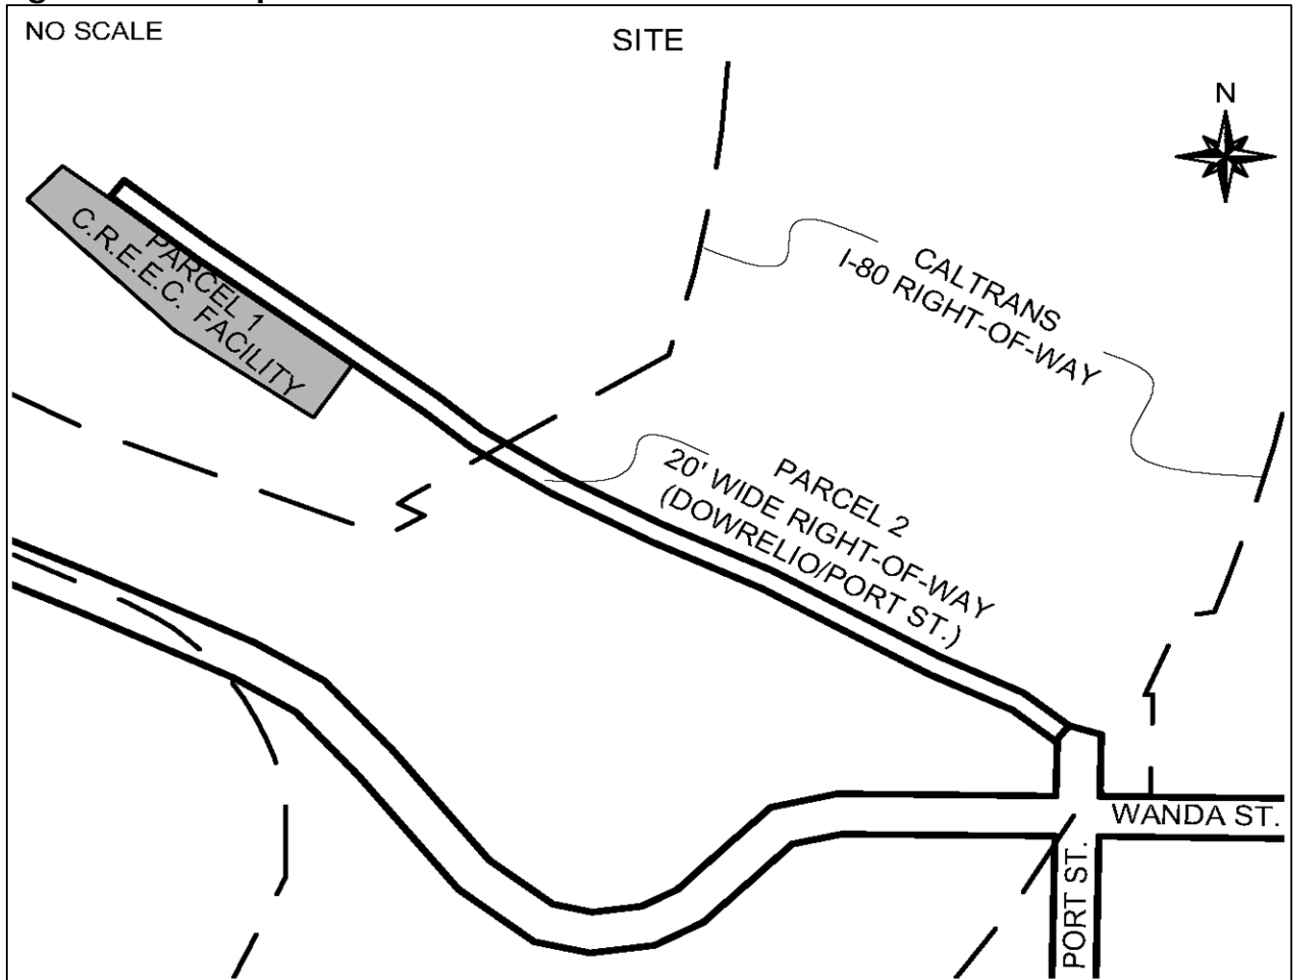 NO SCALE
SITE
N
PARCEL 1
C.R.E.E.C. FACILITY
CALTRANS
I-80 RIGHT-OF-WAY
PARCEL 2
20' WIDE RIGHT-OF-WAY
(DOWRELIO/PORT ST.)
WANDA ST.
PORT ST.